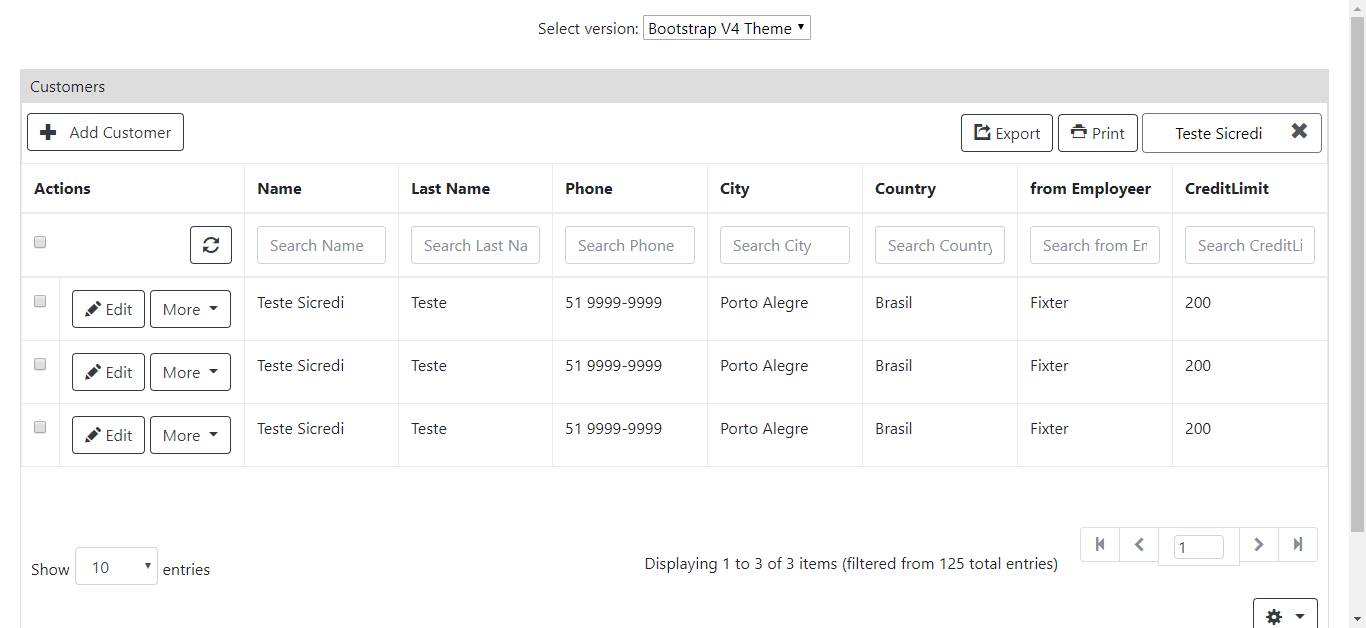 Select version: Bootstrap V4 Theme
Customers
Add Customer Export Print Teste Sicredi
Actions Name Last Name Phone City Country from Employeer CreditLimit
Search Name Search Last Na Search Phone Search City Search Country Search from Er Search CreditLi
Edit More Teste Sicredi Teste 51 9999-9999 Porto Alegre Brasil Fixter 200
Edit More Teste Sicredi Teste 51 9999-9999 Porto Alegre Brasil Fixter 200
Edit More Teste Sicredi Teste 51 9999-9999 Porto Alegre Brasil Fixter 200
1
Show 10 entries Displaying 1 to 3 of 3 items (filtered from 125 total entries)